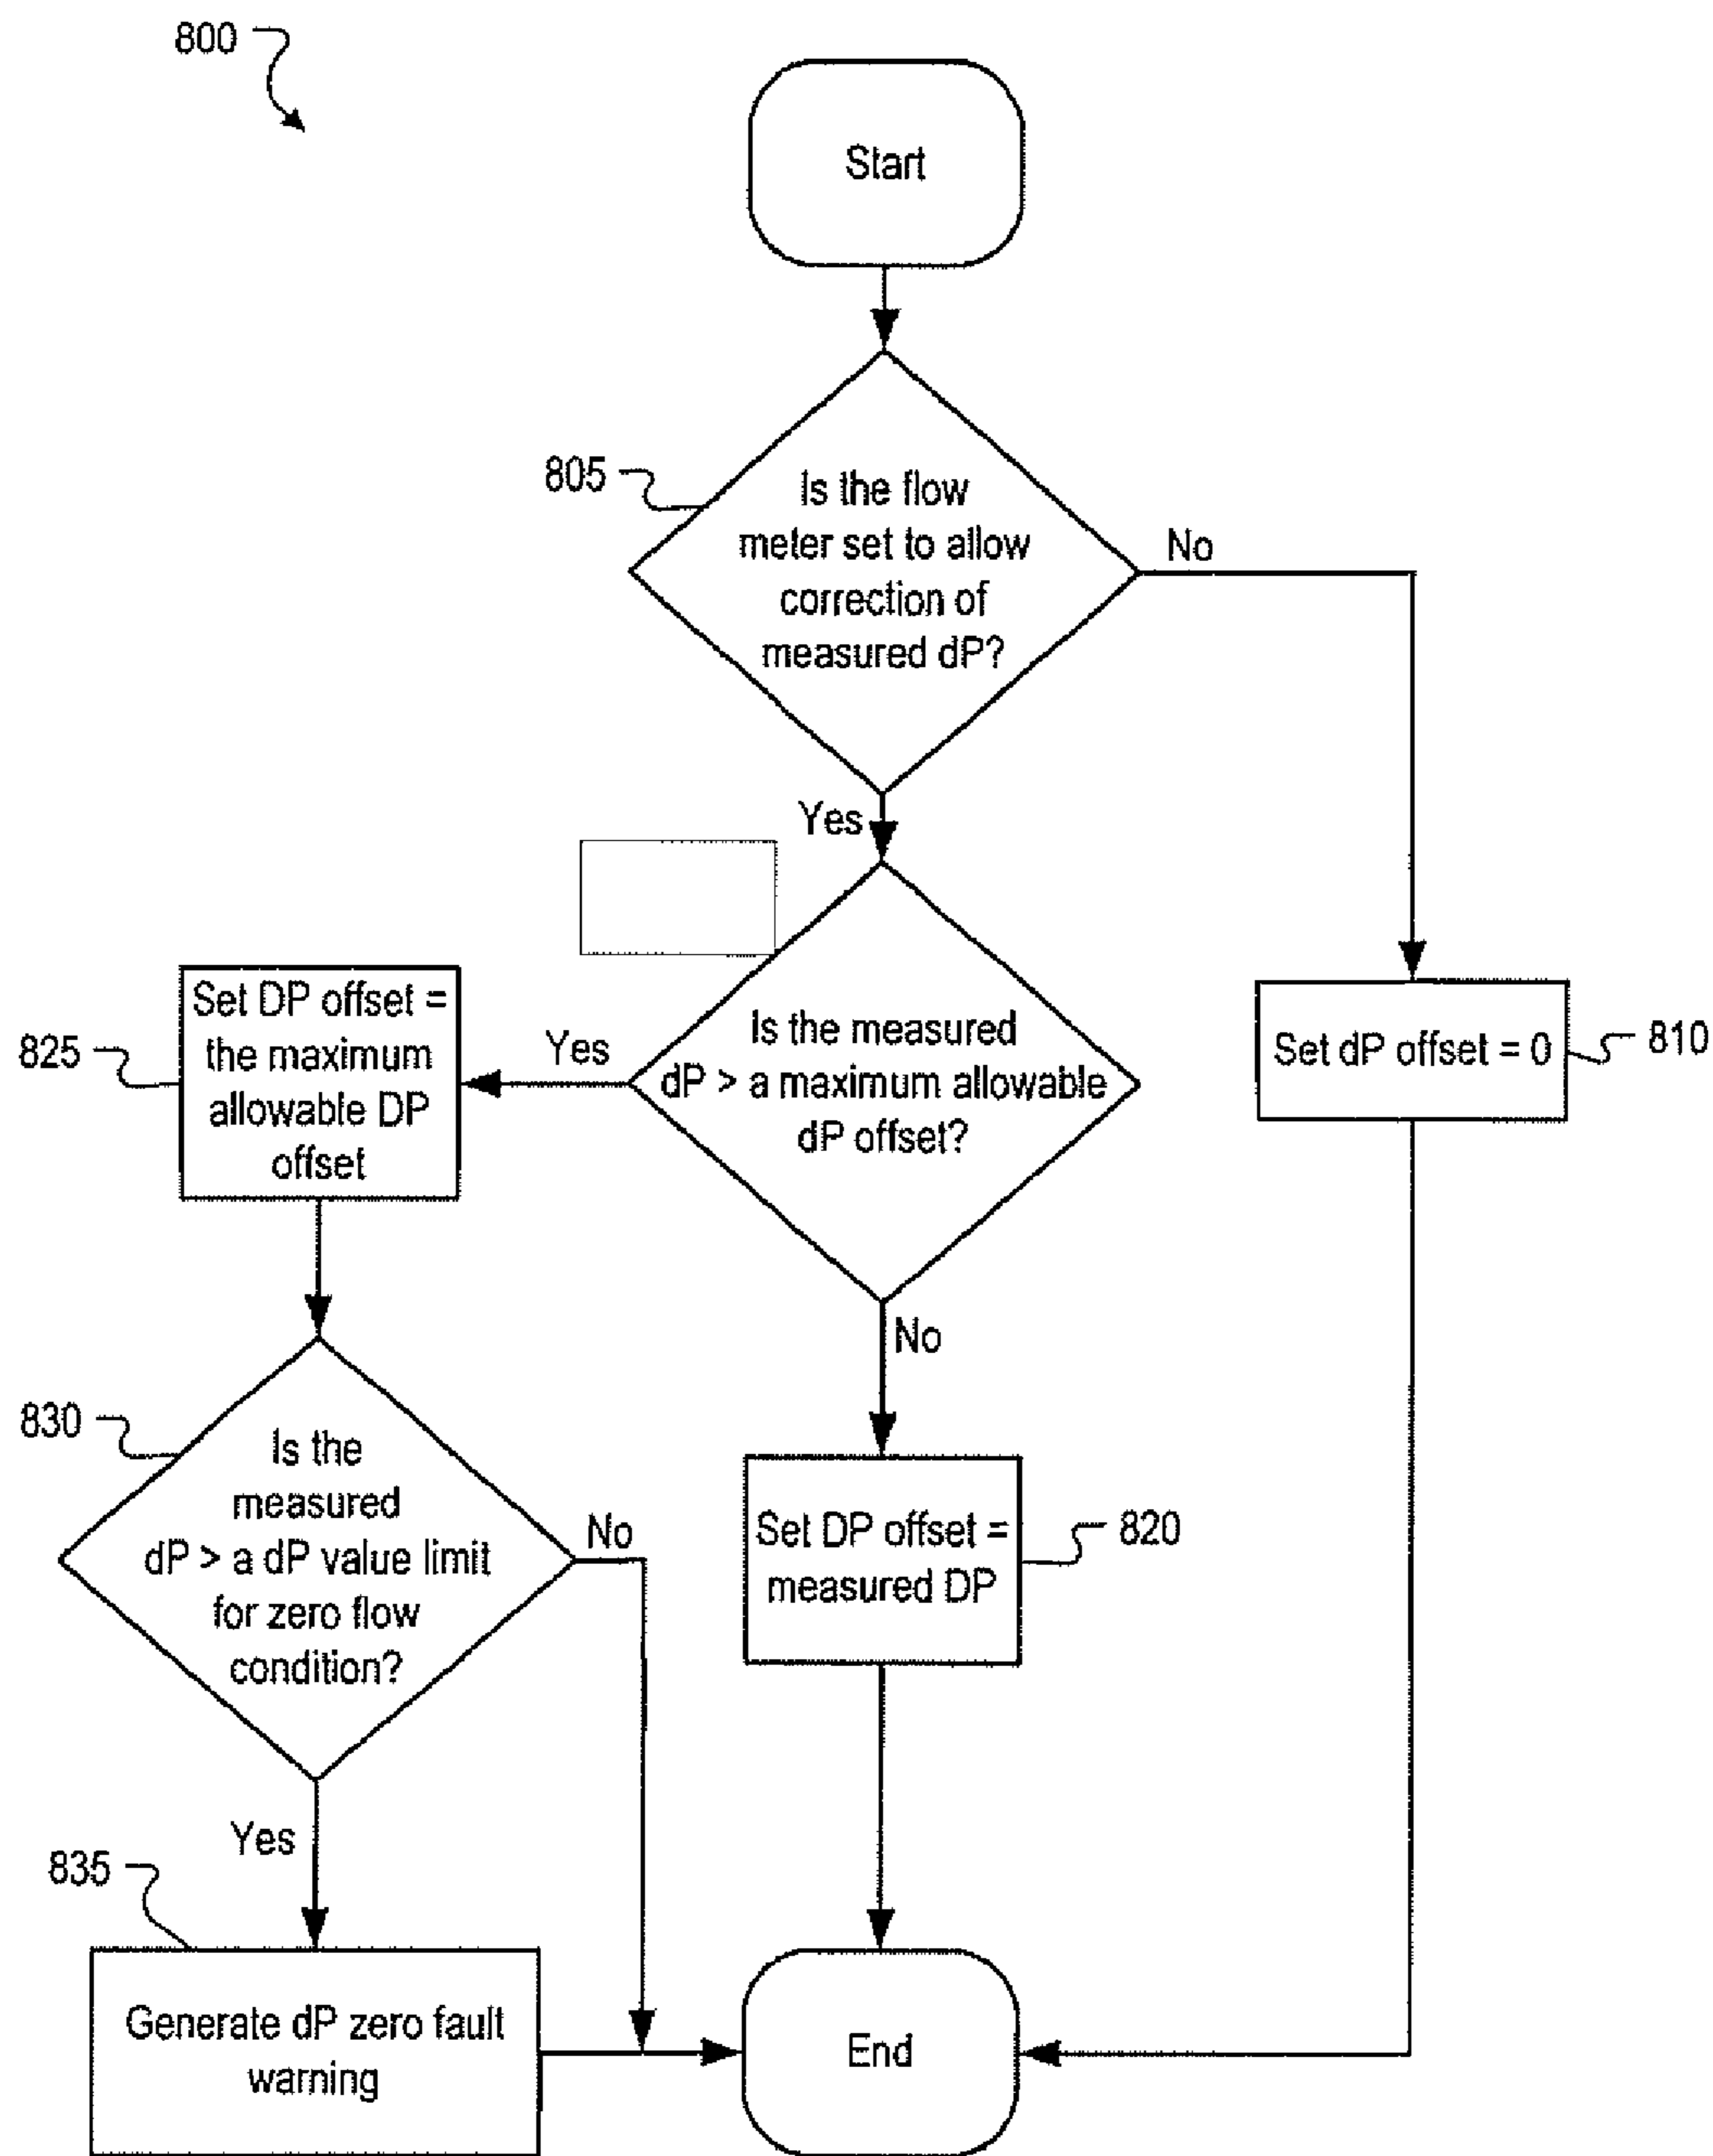 800
Start
805
Is the flow
meter set to allow
correction of
measured dP?
No
Yes
Is the measured
dP > a maximum allowable
dP offset?
Yes
Set DP offset =
the maximum
allowable DP
offset
825
Set dP offset = 0
810
No
830
Is the
measured
dP > a dP value limit
for zero flow
condition?
No
Set DP offset =
measured DP
820
Yes
835
Generate dP zero fault
warning
End